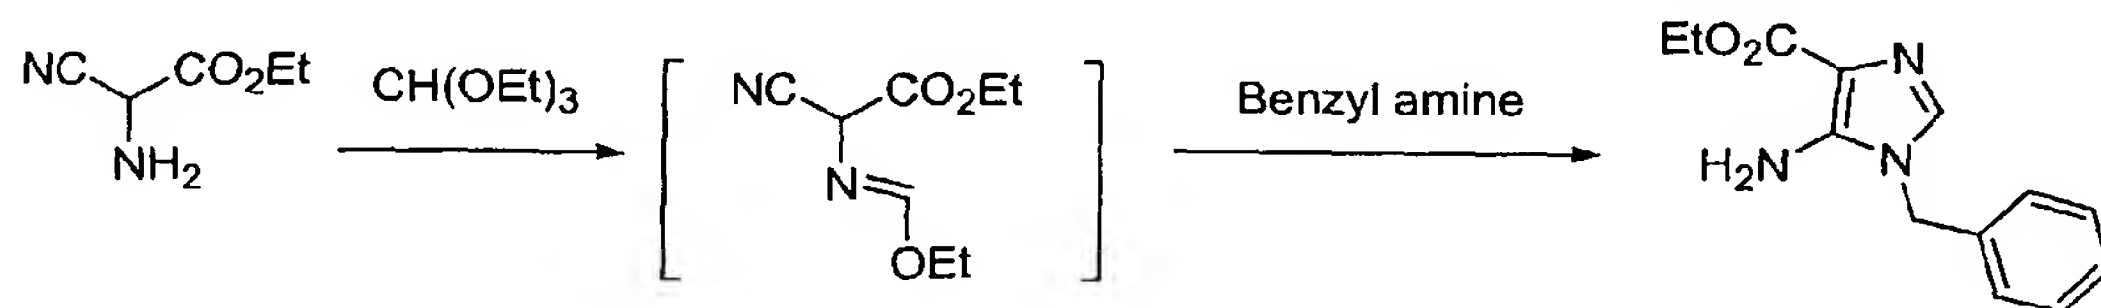 NC CO₂Et
NH₂
CH(OEt)₃
NC CO₂Et
N
OEt
Benzyl amine
EtO₂C N
H₂N N